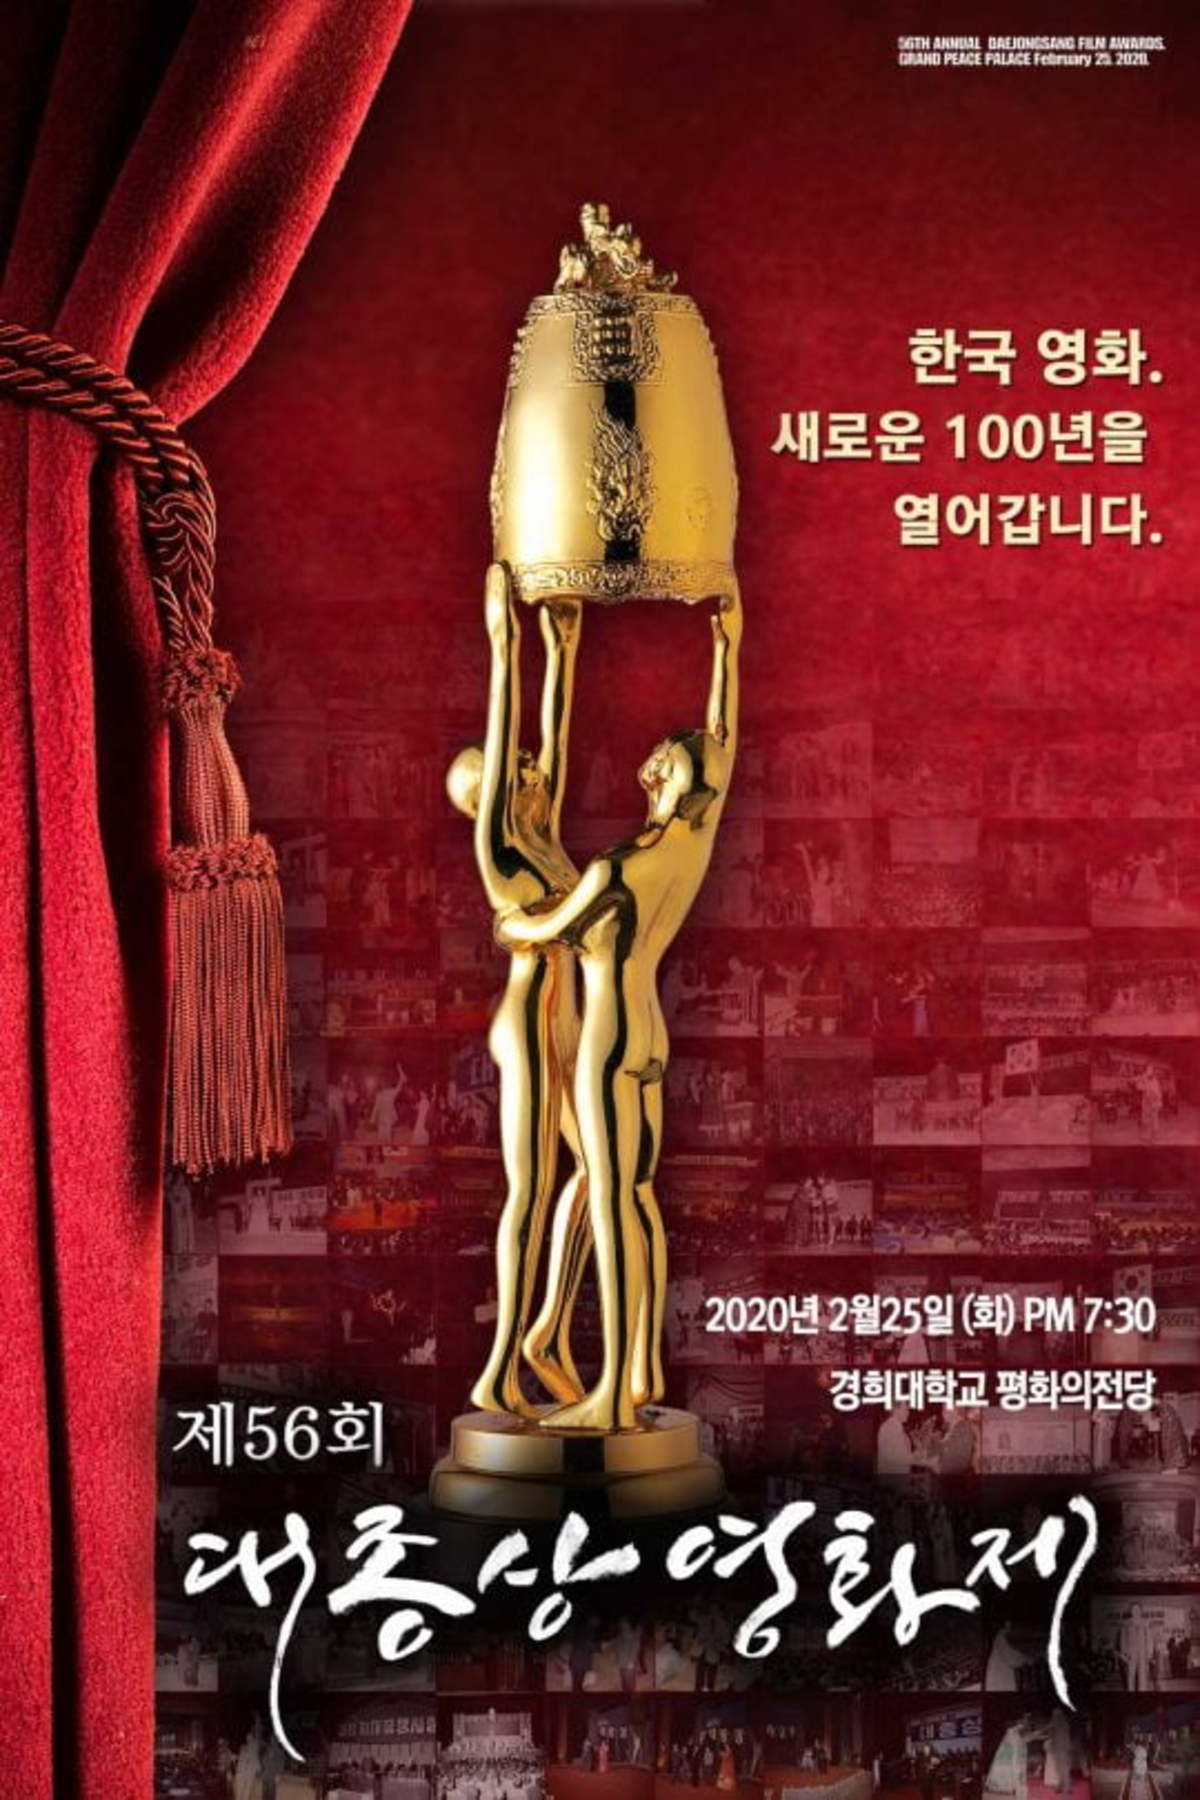 56TH ANNUAL DAEJONGSANG FILM AWARDS.
GRAND PEACE PALACE February 25. 2020.
한국 영화.
새로운 100년을
열어갑니다.
2020년 2월25일 (화) PM 7:30
경희대학교 평화의전당
제56회
대종상 영화제